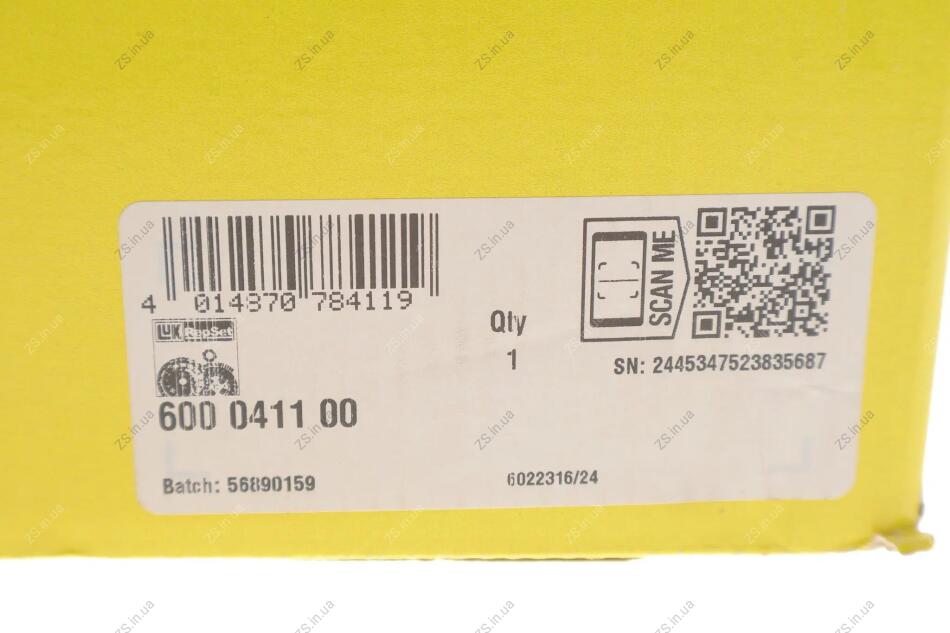 4 014870 784119
LUK RepSet
600 0411 00
Qty
1
SCAN ME
SN: 2445347523835687
Batch: 56890159
6022316/24
ZS.in.ua